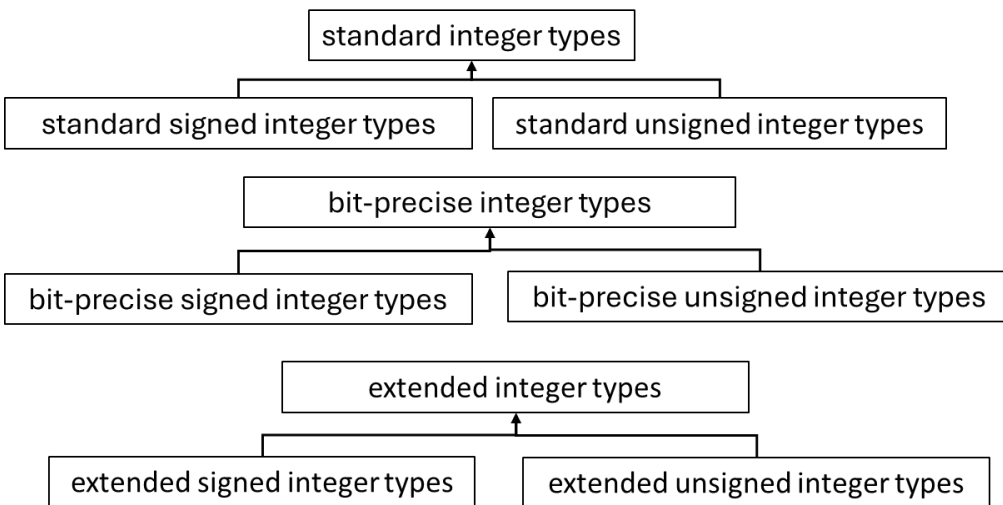 standard integer types
standard signed integer types
standard unsigned integer types
bit-precise integer types
bit-precise signed integer types
bit-precise unsigned integer types
extended integer types
extended signed integer types
extended unsigned integer types